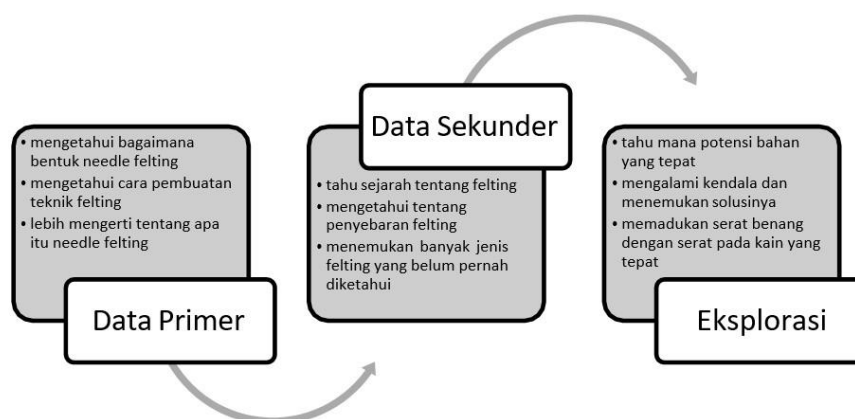 • mengetahui bagaimana
bentuk needle felting
• mengetahui cara pembuatan
teknik felting
• lebih mengerti tentang apa
itu needle felting
Data Primer
Data Sekunder
• tahu sejarah tentang felting
• mengetahui tentang
penyebaran felting
• menemukan banyak jenis
felting yang belum pernah
diketahui
• tahu mana potensi bahan
yang tepat
• mengalami kendala dan
menemukan solusinya
• memadukan serat benang
dengan serat pada kain yang
tepat
Eksplorasi